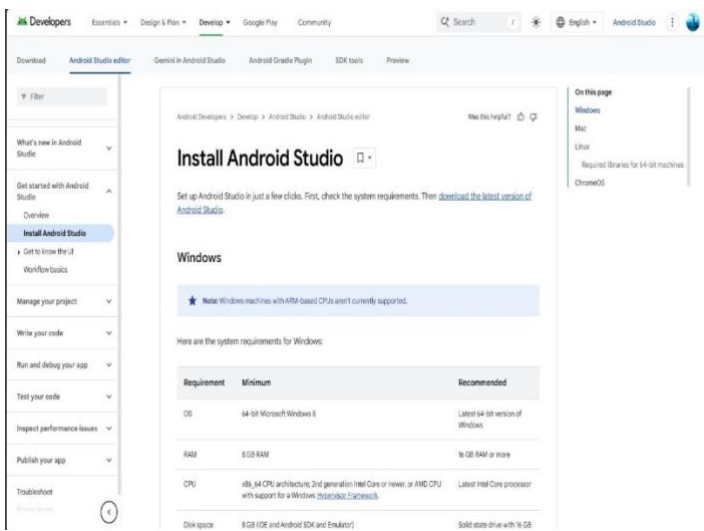 Developers Essentials Design & Plan Develop Google Play Community Search / English Android Studio
Download Android Studio editor Gemini in Android Studio Android Gradle Plugin SDK tools Preview
Filter
What's new in Android
Studio
Get started with Android
Studio
Overview
Install Android Studio
Get to know the UI
Workflow basics
Manage your project
Write your code
Run and debug your app
Test your code
Inspect performance issues
Publish your app
Troubleshoot
Android Developers > Develop > Android Studio > Android Studio editor
Was this helpful?
Install Android Studio
Set up Android Studio in just a few clicks. First, check the system requirements. Then download the latest version of
Android Studio.
Windows
Note: Windows machines with ARM-based CPUs aren't currently supported.
Here are the system requirements for Windows:
Requirement Minimum Recommended
OS 64-bit Microsoft Windows 8 Latest 64-bit version of
Windows
RAM 8 GB RAM 16 GB RAM or more
CPU x86_64 CPU architecture; 2nd generation Intel Core or newer, or AMD CPU Latest Intel Core processor
with support for a Windows Hypervisor Framework.
Disk space 8 GB (IDE and Android SDK and Emulator) Solid state drive with 16 GB
On this page
Windows
Mac
Linux
Required libraries for 64-bit machines
ChromeOS